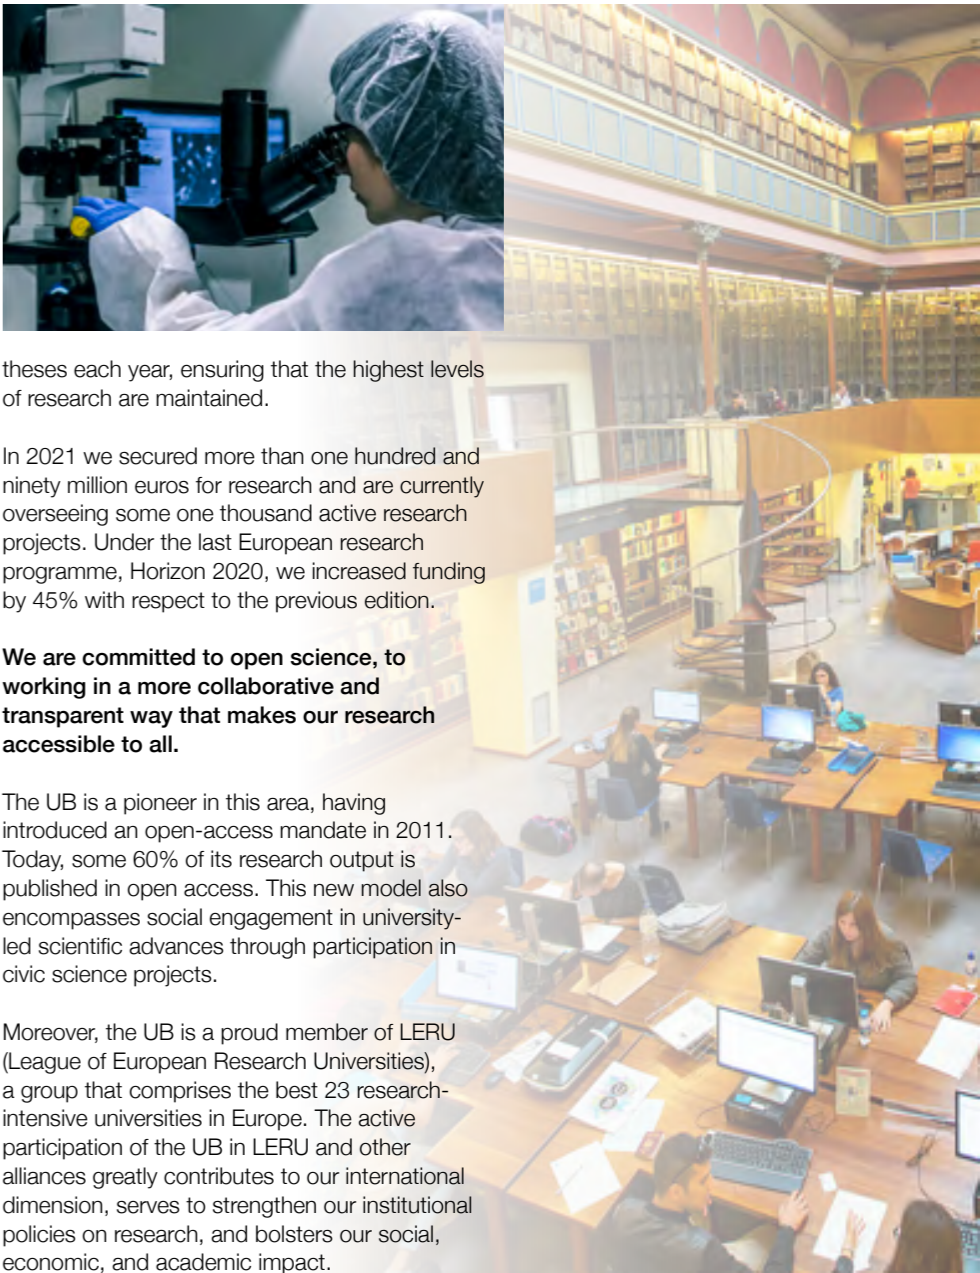 theses each year, ensuring that the highest levels
of research are maintained.
In 2021 we secured more than one hundred and
ninety million euros for research and are currently
overseeing some one thousand active research
projects. Under the last European research
programme, Horizon 2020, we increased funding
by 45% with respect to the previous edition.
We are committed to open science, to
working in a more collaborative and
transparent way that makes our research
accessible to all.
The UB is a pioneer in this area, having
introduced an open-access mandate in 2011.
Today, some 60% of its research output is
published in open access. This new model also
encompasses social engagement in university-
led scientific advances through participation in
civic science projects.
Moreover, the UB is a proud member of LERU
(League of European Research Universities),
a group that comprises the best 23 research-
intensive universities in Europe. The active
participation of the UB in LERU and other
alliances greatly contributes to our international
dimension, serves to strengthen our institutional
policies on research, and bolsters our social,
economic, and academic impact.